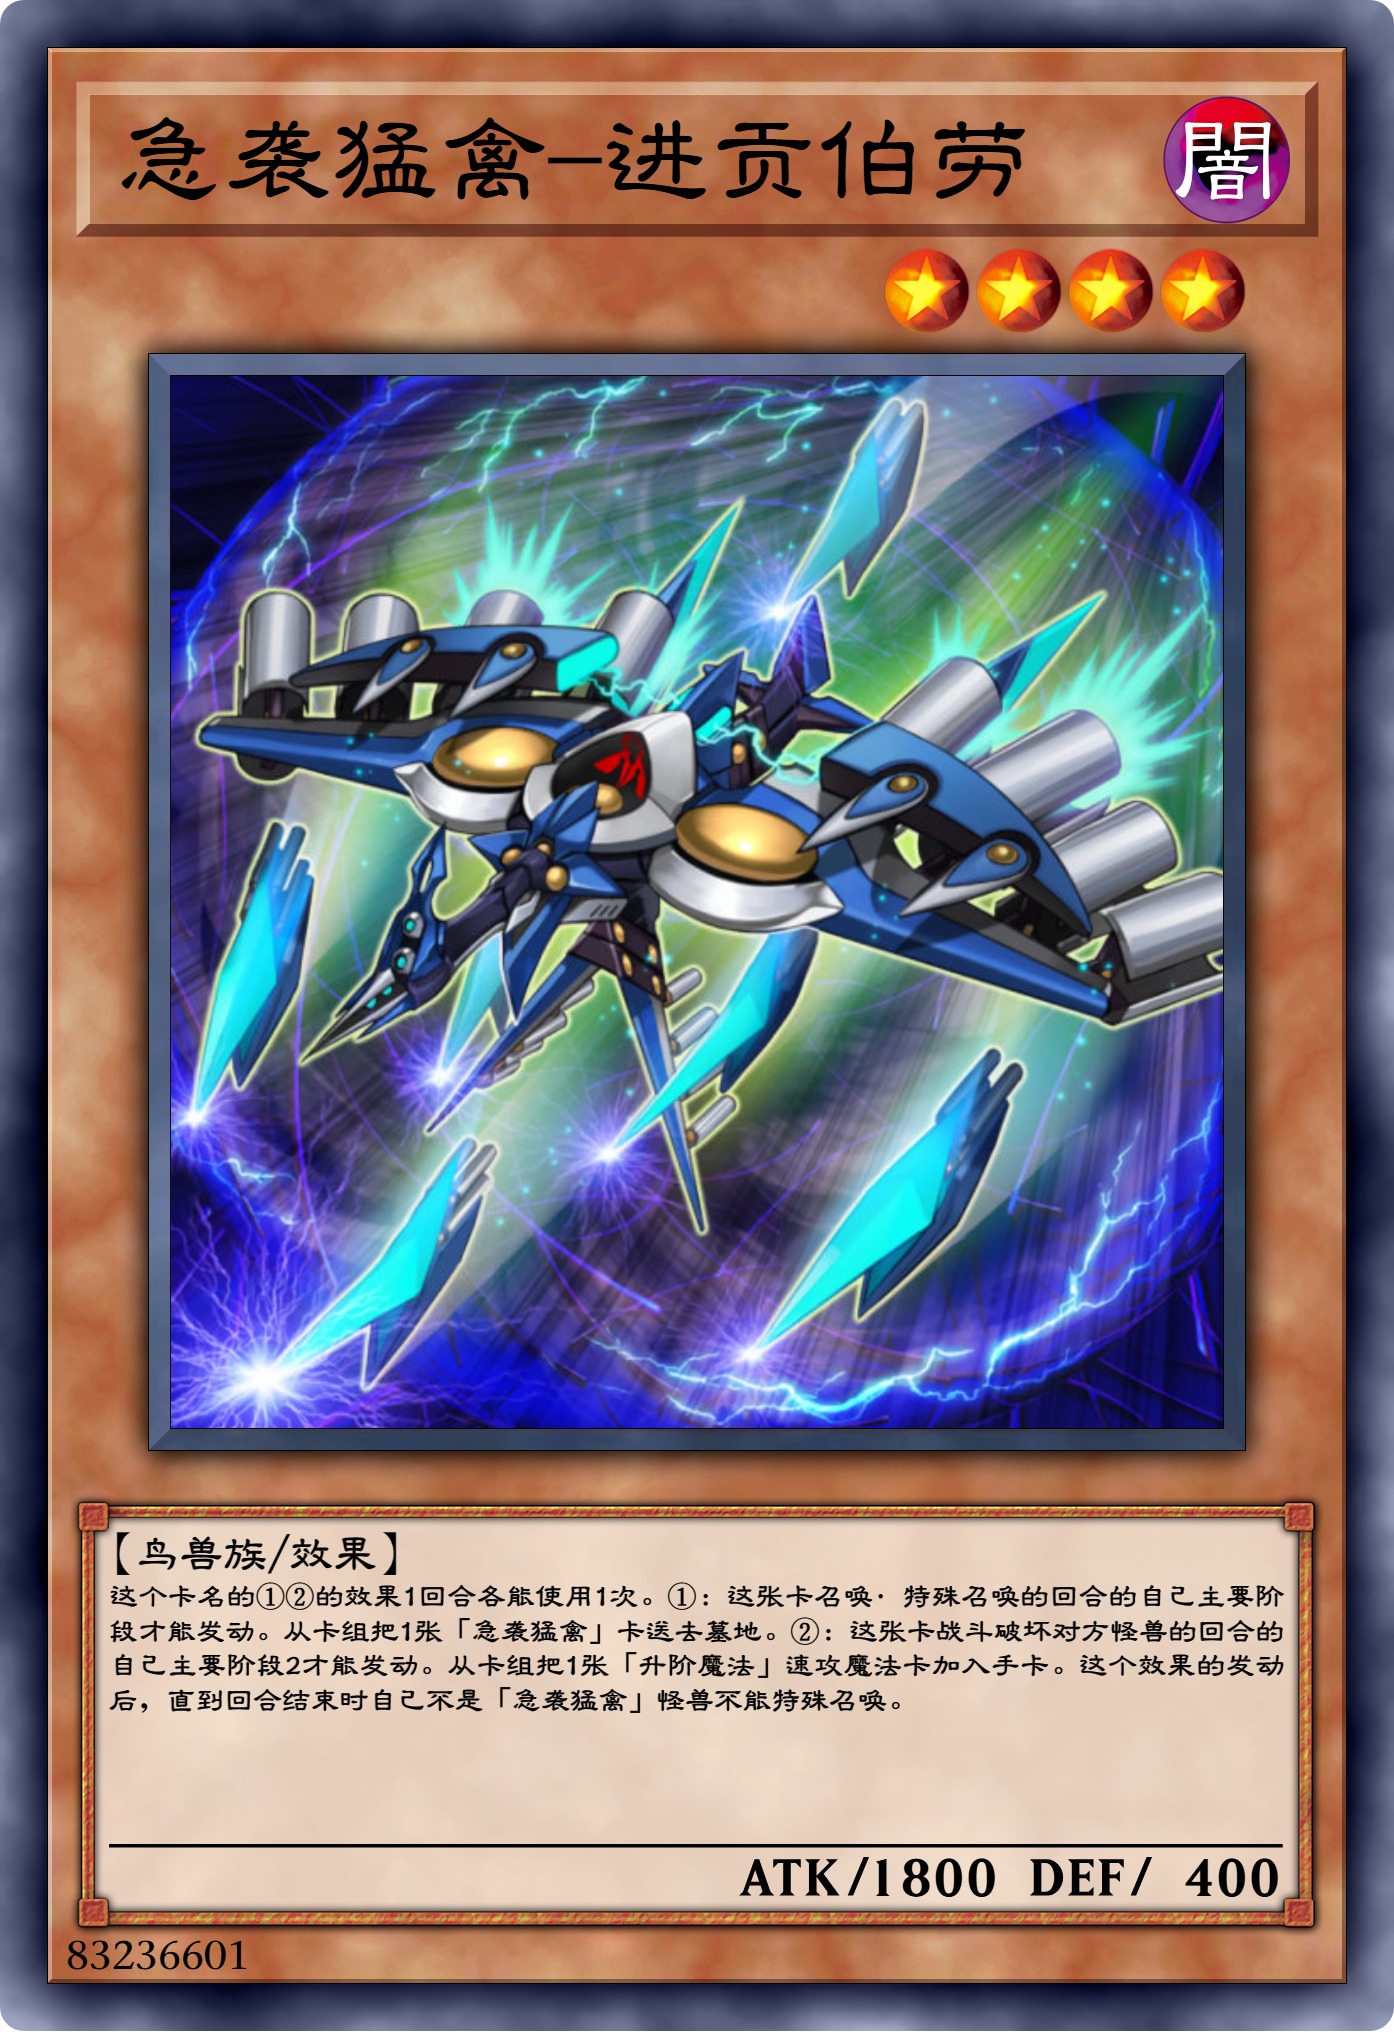 急袭猛禽-进贡伯劳
闇
【鸟兽族/效果】
这个卡名的①②的效果1回合各能使用1次。①：这张卡召唤·特殊召唤的回合的自己主要阶
段才能发动。从卡组把1张「急袭猛禽」卡送去墓地。②：这张卡战斗破坏对方怪兽的回合的
自己主要阶段2才能发动。从卡组把1张「升阶魔法」速攻魔法卡加入手卡。这个效果的发动
后，直到回合结束时自己不是「急袭猛禽」怪兽不能特殊召唤。
ATK/1800 DEF/ 400
83236601